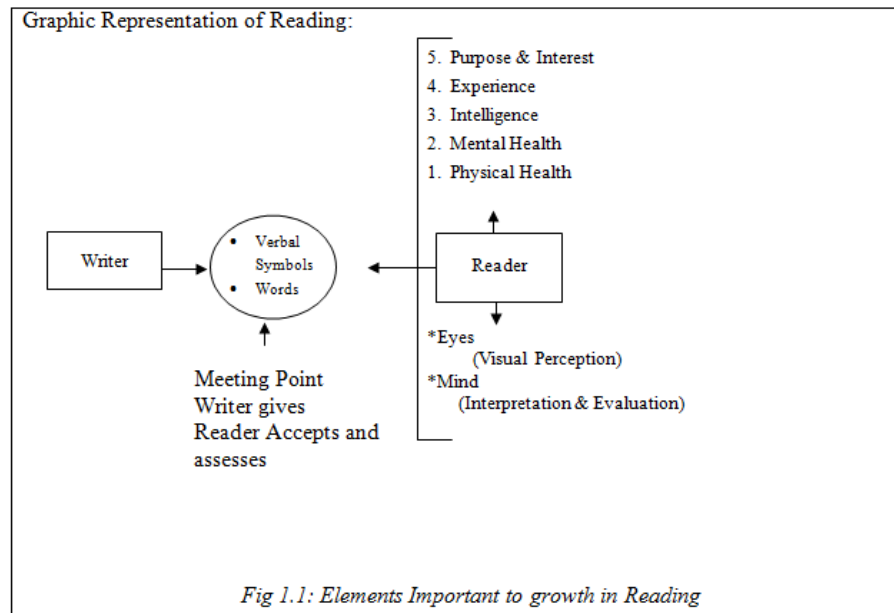 Graphic Representation of Reading:
5. Purpose & Interest
4. Experience
3. Intelligence
2. Mental Health
1. Physical Health
Writer
• Verbal
Symbols
• Words
Reader
*Eyes
(Visual Perception)
*Mind
(Interpretation & Evaluation)
Meeting Point
Writer gives
Reader Accepts and
assesses
Fig 1.1: Elements Important to growth in Reading